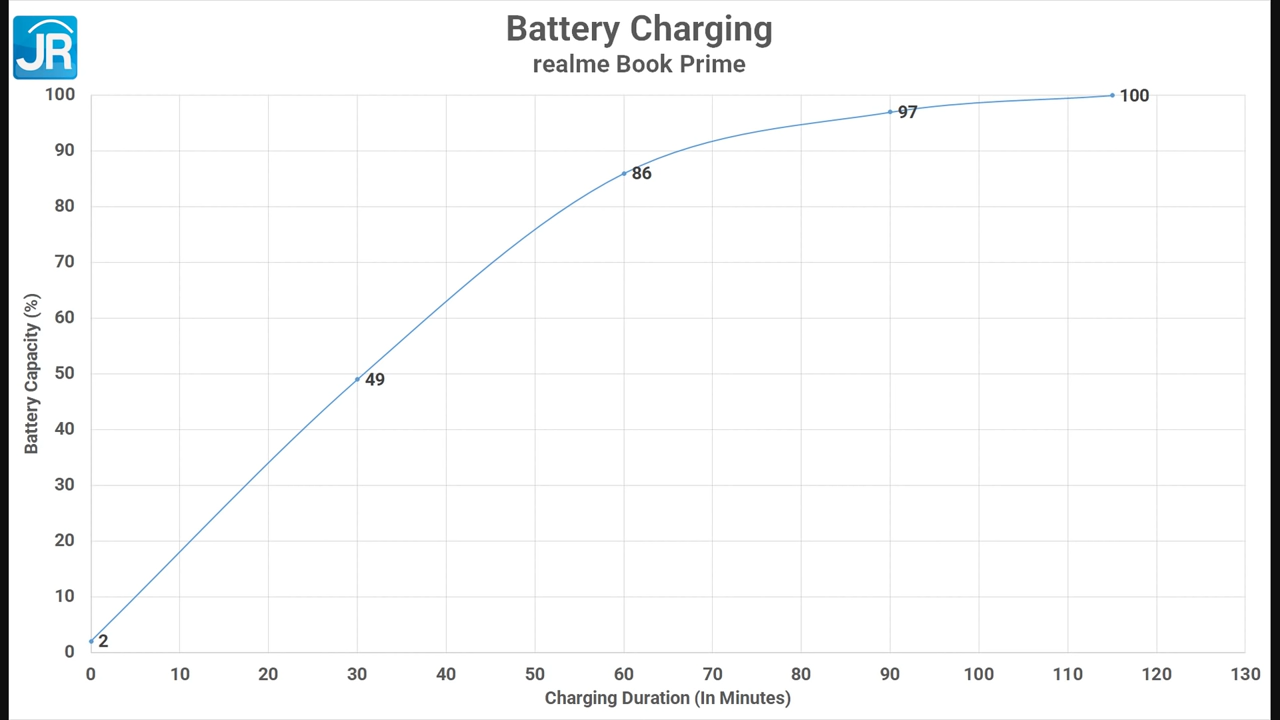 JR
Battery Charging
realme Book Prime
100
90
80
70
60
50
40
30
20
10
0
Battery Capacity (%)
2
49
86
97
100
0 10 20 30 40 50 60 70 80 90 100 110 120 130
Charging Duration (In Minutes)